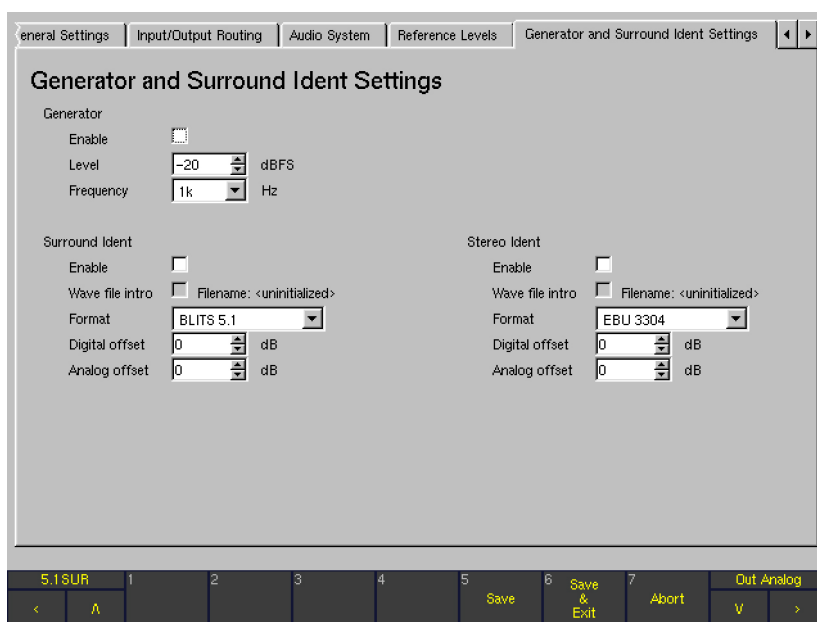 eneral Settings Input/Output Routing Audio System Reference Levels Generator and Surround Ident Settings
Generator and Surround Ident Settings
Generator
Enable
Level -20 dBFS
Frequency 1k Hz
Surround Ident
Enable
Wave file intro Filename: <uninitialized>
Format BLITS 5.1
Digital offset 0 dB
Analog offset 0 dB
Stereo Ident
Enable
Wave file intro Filename: <uninitialized>
Format EBU 3304
Digital offset 0 dB
Analog offset 0 dB
5.1SUR 1 2 3 4 5 Save 6 Save & Exit 7 Abort Out Analog
< Λ V >